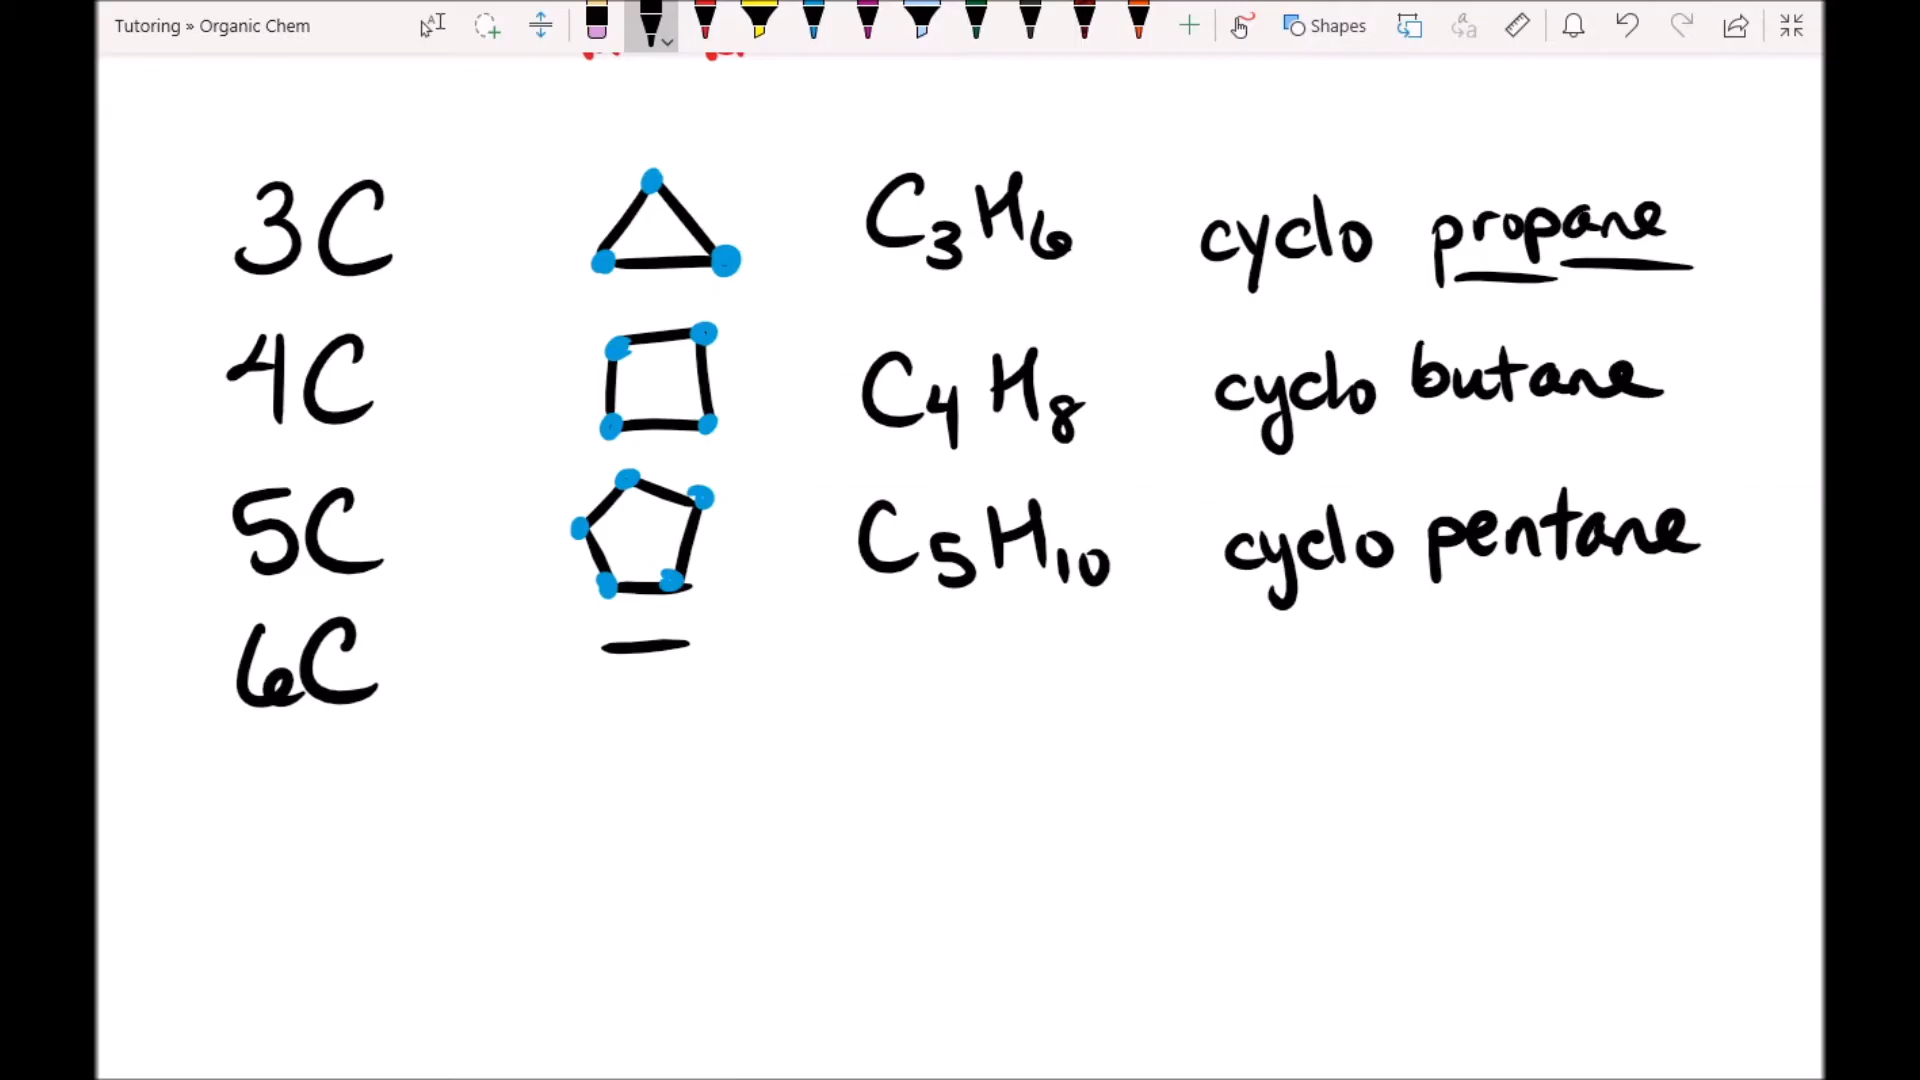 Tutoring » Organic Chem
Shapes
3C C₃H₆ cyclo propane
4C C₄H₈ cyclo butane
5C C₅H₁₀ cyclo pentane
6C